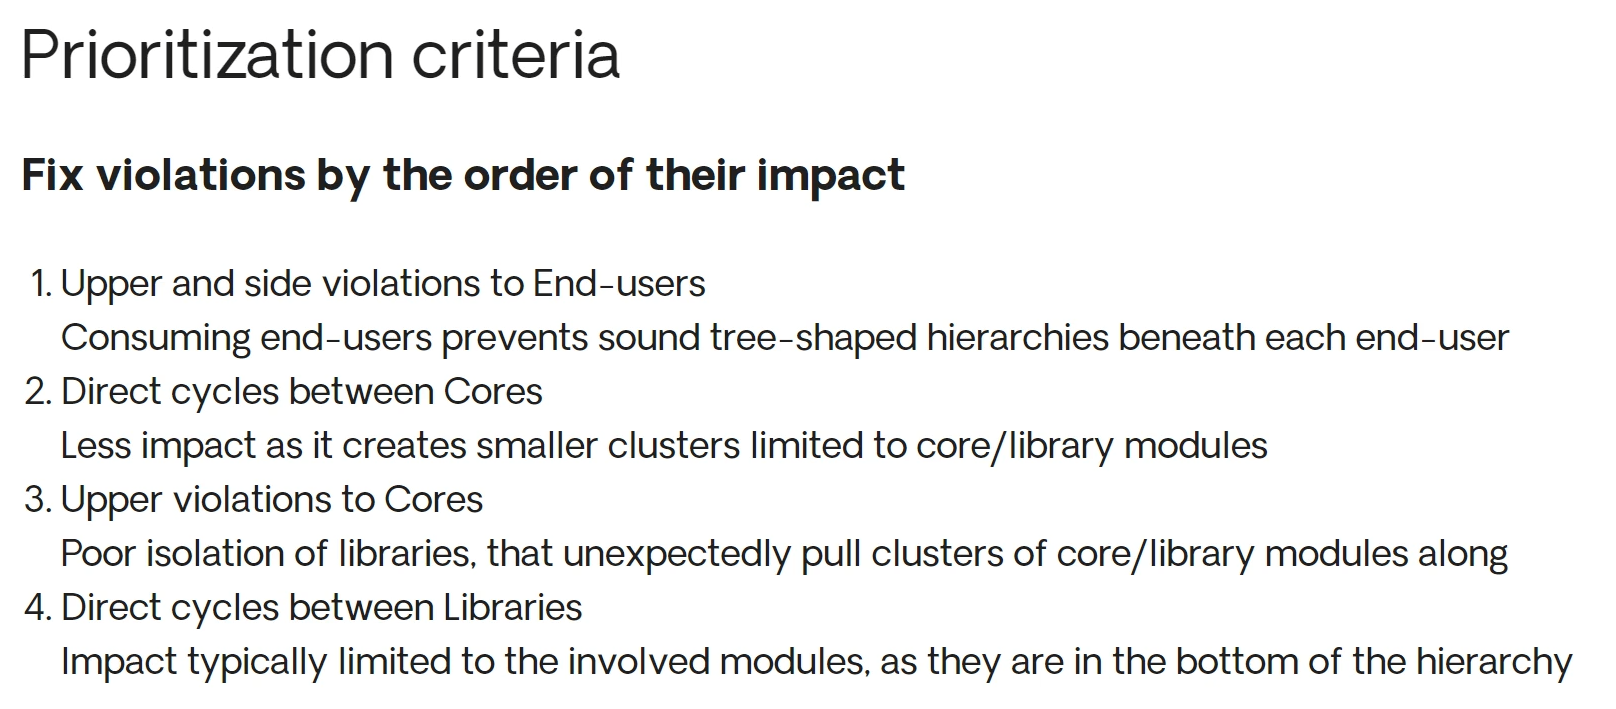 Prioritization criteria
Fix violations by the order of their impact
1. Upper and side violations to End-users
Consuming end-users prevents sound tree-shaped hierarchies beneath each end-user
2. Direct cycles between Cores
Less impact as it creates smaller clusters limited to core/library modules
3. Upper violations to Cores
Poor isolation of libraries, that unexpectedly pull clusters of core/library modules along
4. Direct cycles between Libraries
Impact typically limited to the involved modules, as they are in the bottom of the hierarchy